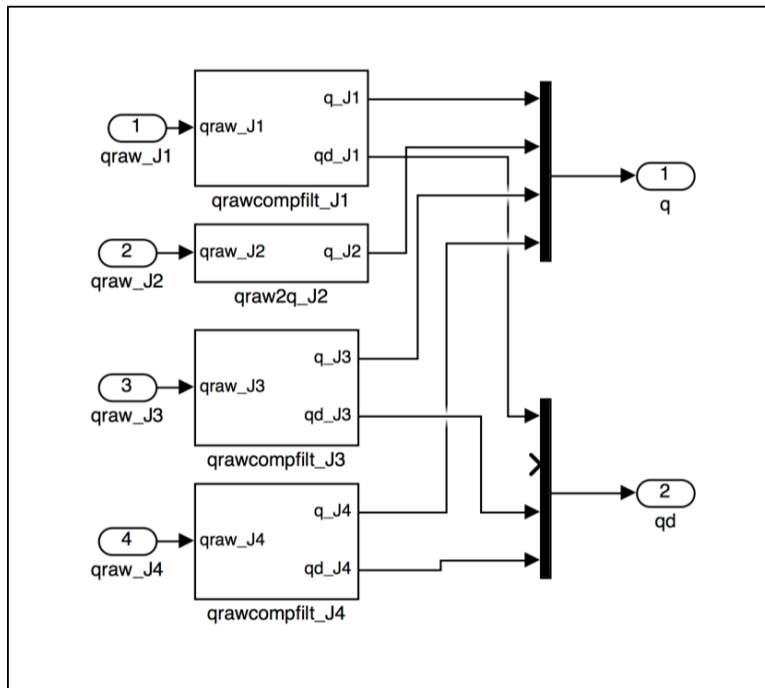 1
qraw_J1
qraw_J1
q_J1
qd_J1
qrawcompfilt_J1
2
qraw_J2
qraw_J2
q_J2
qraw2q_J2
3
qraw_J3
qraw_J3
q_J3
qd_J3
qrawcompfilt_J3
4
qraw_J4
qraw_J4
q_J4
qd_J4
qrawcompfilt_J4
1
q
2
qd